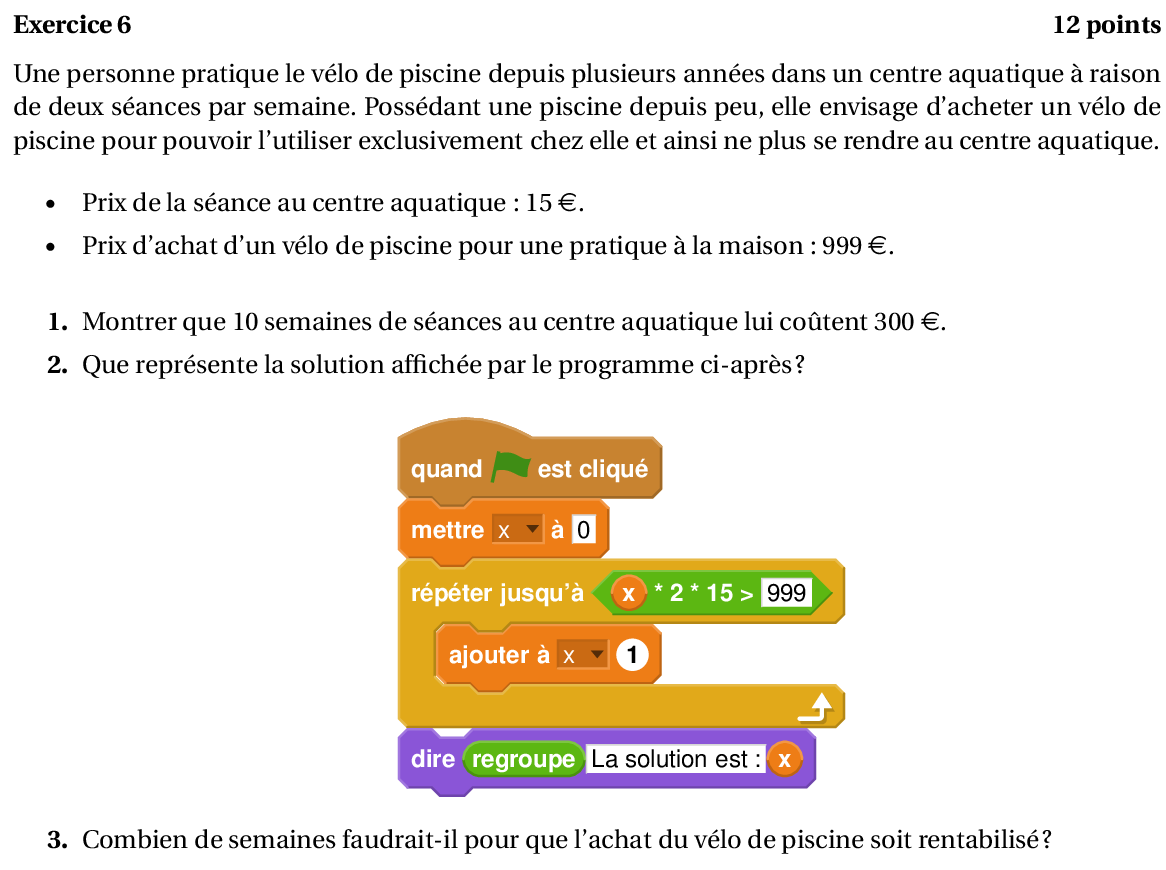 Exercice 6 12 points
Une personne pratique le vélo de piscine depuis plusieurs années dans un centre aquatique à raison
de deux séances par semaine. Possédant une piscine depuis peu, elle envisage d’acheter un vélo de
piscine pour pouvoir l’utiliser exclusivement chez elle et ainsi ne plus se rendre au centre aquatique.
• Prix de la séance au centre aquatique : 15 €.
• Prix d’achat d’un vélo de piscine pour une pratique à la maison : 999 €.
1. Montrer que 10 semaines de séances au centre aquatique lui coûtent 300 €.
2. Que représente la solution affichée par le programme ci-après ?
quand est cliqué
mettre x à 0
répéter jusqu’à x * 2 * 15 > 999
ajouter à x 1
dire regroupe La solution est : x
3. Combien de semaines faudrait-il pour que l’achat du vélo de piscine soit rentabilisé ?